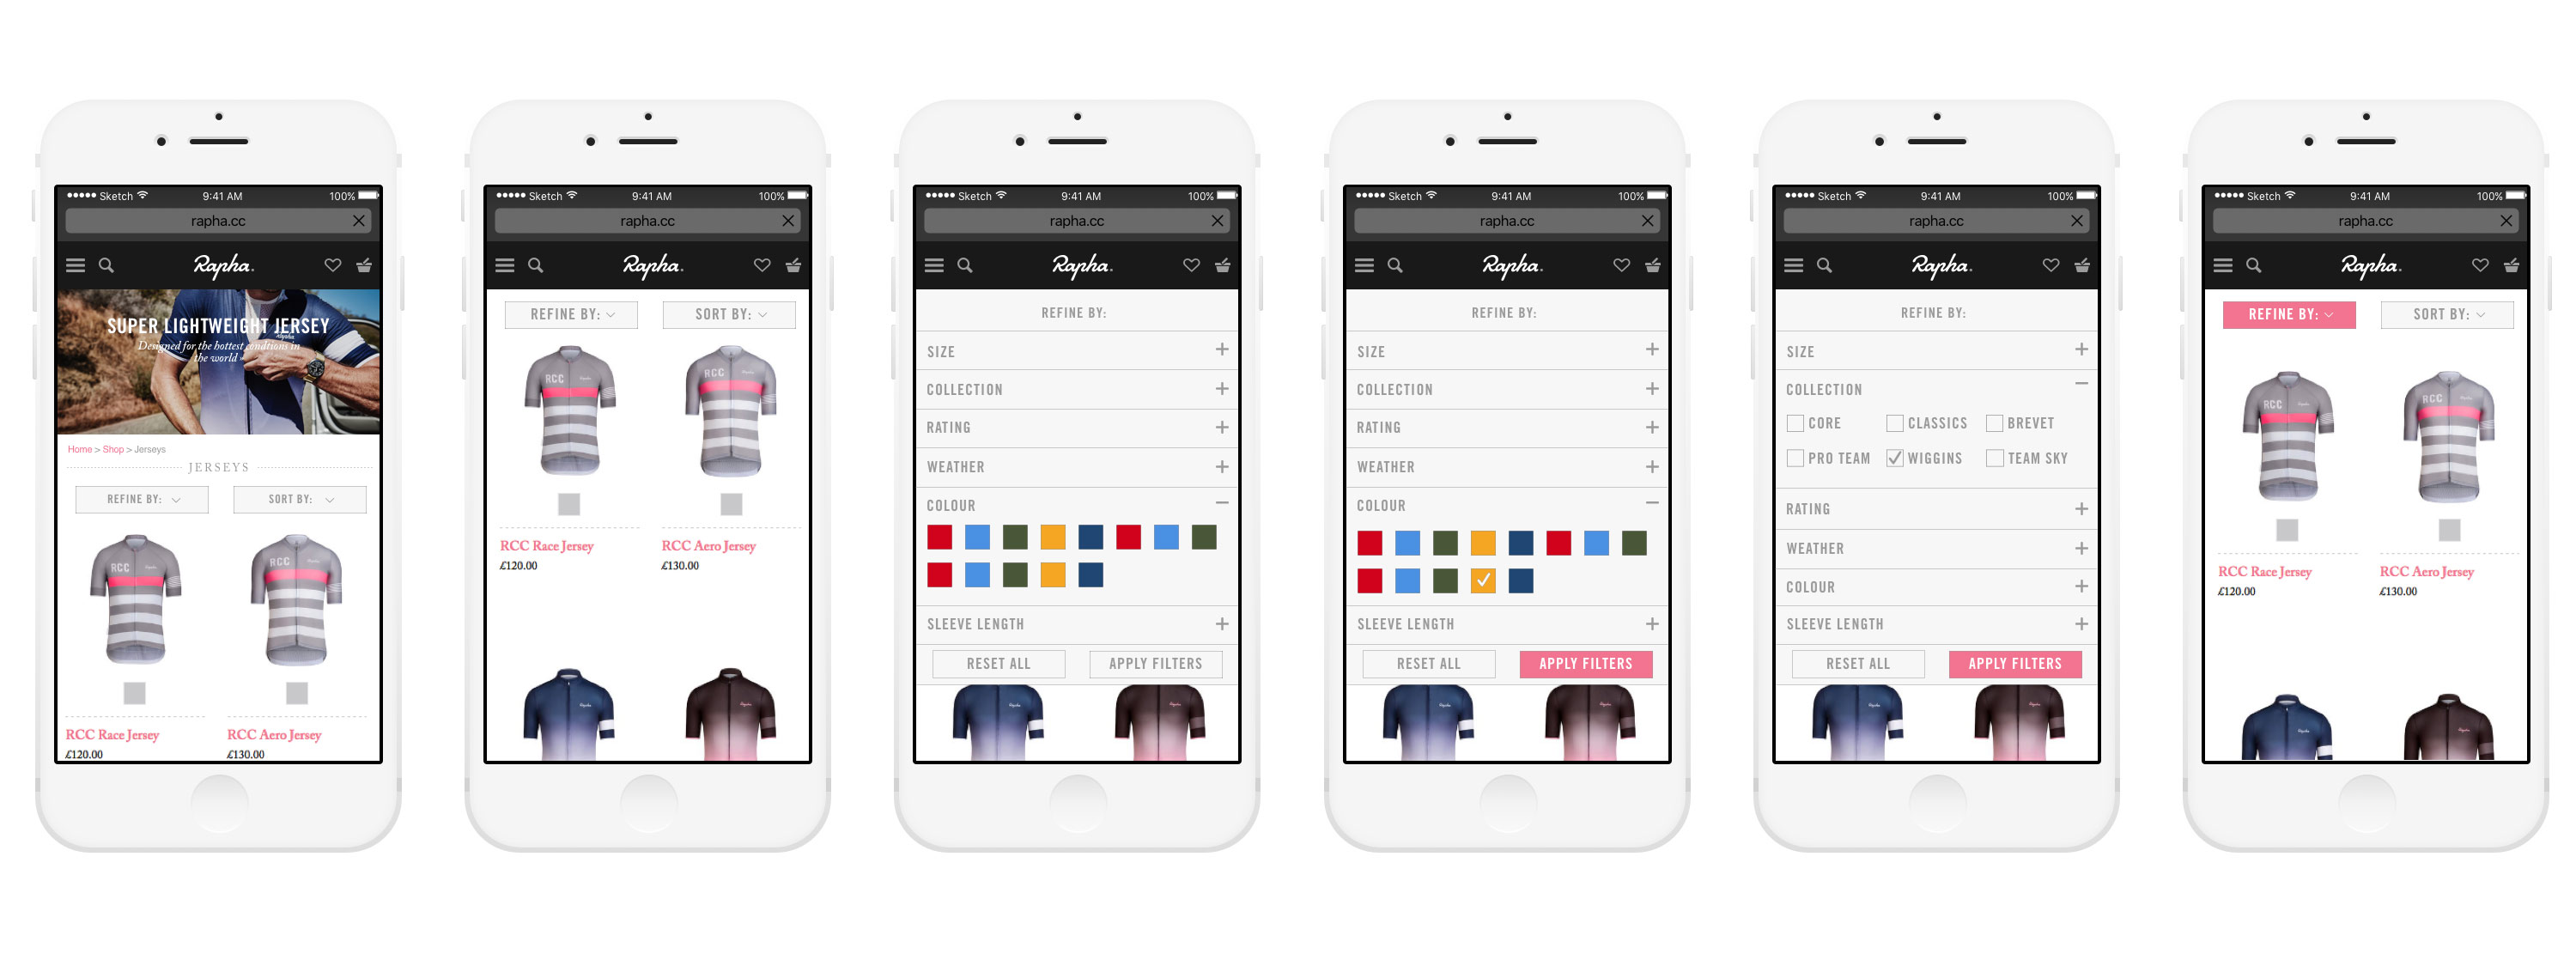 Sketch 9:41 AM 100%
rapha.cc
Rapha.
SUPER LIGHTWEIGHT JERSEY
Designed for the hottest condtions in
the world »
Home > Shop > Jerseys
JERSEYS
REFINE BY: SORT BY:
RCC RCC
RCC Race Jersey RCC Aero Jersey
£120.00 £130.00
Sketch 9:41 AM 100%
rapha.cc
Rapha.
REFINE BY: SORT BY:
RCC RCC
RCC Race Jersey RCC Aero Jersey
£120.00 £130.00
Sketch 9:41 AM 100%
rapha.cc
Rapha.
REFINE BY:
SIZE
COLLECTION
RATING
WEATHER
COLOUR
SLEEVE LENGTH
RESET ALL APPLY FILTERS
Sketch 9:41 AM 100%
rapha.cc
Rapha.
REFINE BY:
SIZE
COLLECTION
RATING
WEATHER
COLOUR
SLEEVE LENGTH
RESET ALL APPLY FILTERS
Sketch 9:41 AM 100%
rapha.cc
Rapha.
REFINE BY:
SIZE
COLLECTION
CORE CLASSICS BREVET
PRO TEAM WIGGINS TEAM SKY
RATING
WEATHER
COLOUR
SLEEVE LENGTH
RESET ALL APPLY FILTERS
Sketch 9:41 AM 100%
rapha.cc
Rapha.
REFINE BY: SORT BY:
RCC RCC
RCC Race Jersey RCC Aero Jersey
£120.00 £130.00